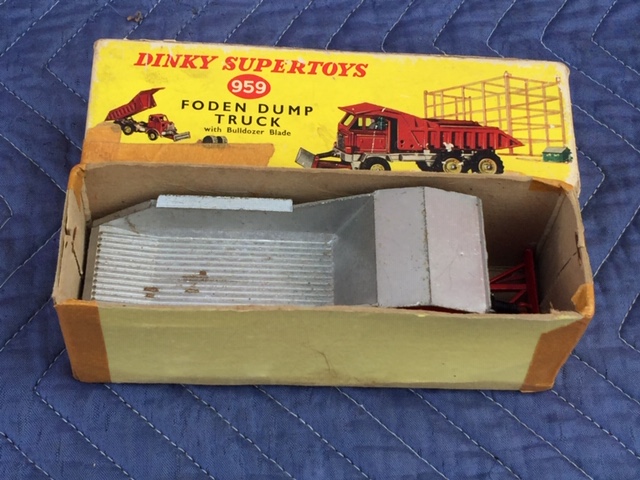 DINKY SUPERTOYS
959
FODEN DUMP
TRUCK
with Bulldozer Blade